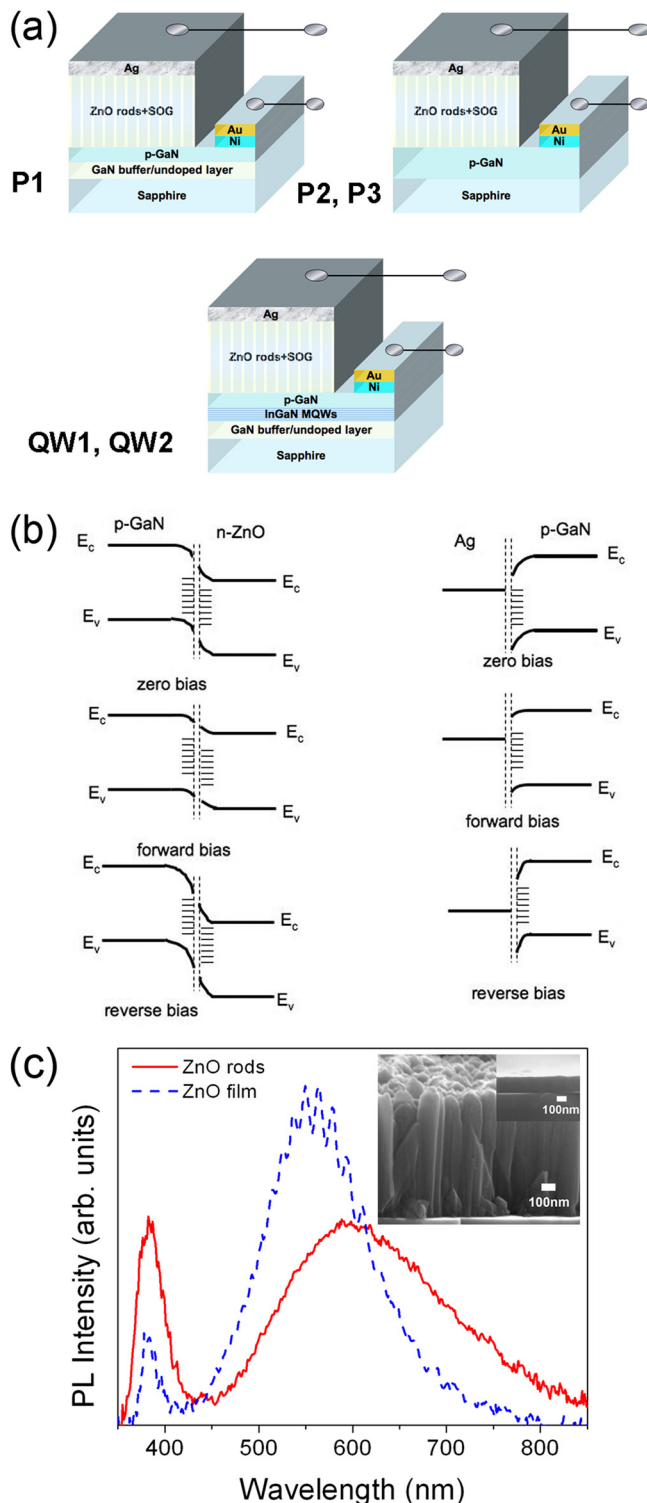 (a)
Ag
ZnO rods+SOG
Au
Ni
p-GaN
GaN buffer/undoped layer
Sapphire
P1
Ag
ZnO rods+SOG
Au
Ni
p-GaN
Sapphire
P2, P3
Ag
ZnO rods+SOG
Au
Ni
p-GaN
InGaN MQWs
GaN buffer/undoped layer
Sapphire
QW1, QW2
(b)
p-GaN n-ZnO
Ec
Ec
Ev
Ev
zero bias
Ec
Ec
Ev
Ev
forward bias
Ec
Ec
Ev
Ev
reverse bias
Ag p-GaN
Ec
Ev
zero bias
Ec
Ev
forward bias
Ec
Ev
reverse bias
(c)
ZnO rods
ZnO film
100nm
100nm
PL Intensity (arb. units)
400 500 600 700 800
Wavelength (nm)